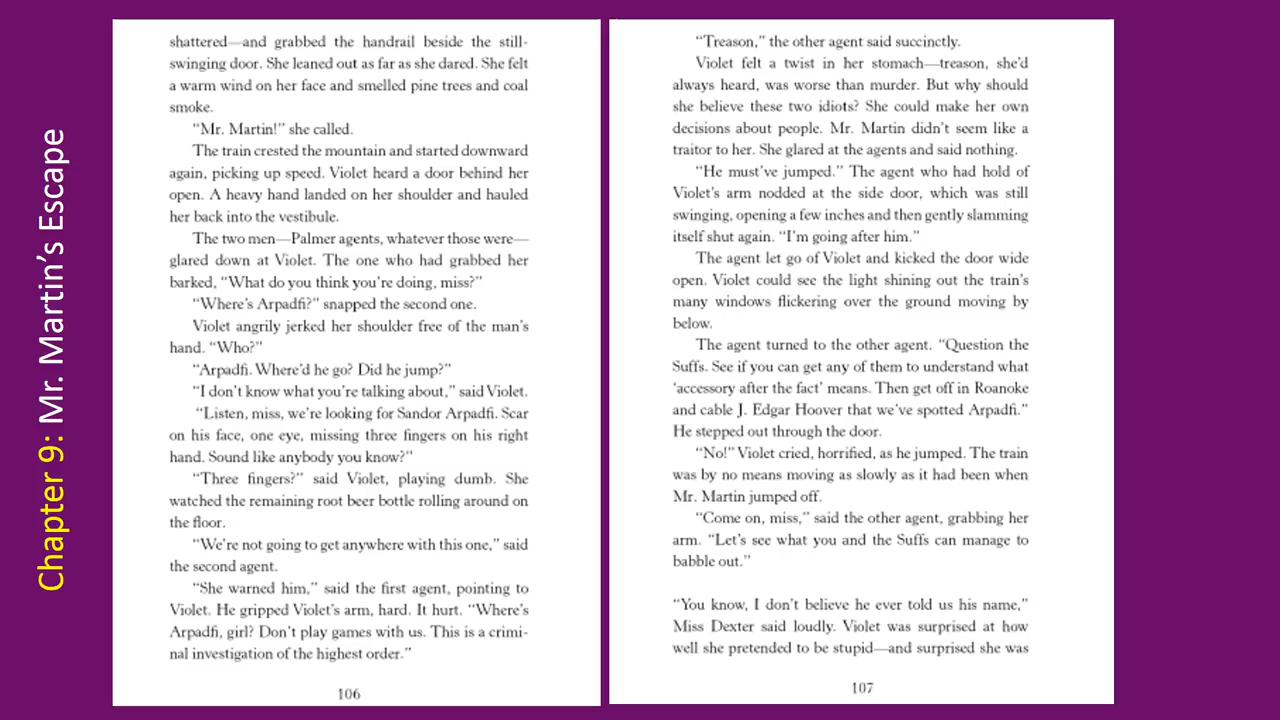 Chapter 9: Mr. Martin's Escape
shattered—and grabbed the handrail beside the still-
swinging door. She leaned out as far as she dared. She felt
a warm wind on her face and smelled pine trees and coal
smoke.
“Mr. Martin!” she called.
The train crested the mountain and started downward
again, picking up speed. Violet heard a door behind her
open. A heavy hand landed on her shoulder and hauled
her back into the vestibule.
The two men—Palmer agents, whatever those were—
glared down at Violet. The one who had grabbed her
barked, “What do you think you're doing, miss?”
“Where's Arpadfi?” snapped the second one.
Violet angrily jerked her shoulder free of the man's
hand. “Who?”
“Arpadfi. Where'd he go? Did he jump?”
“I don't know what you're talking about,” said Violet.
“Listen, miss, we're looking for Sandor Arpadfi. Scar
on his face, one eye, missing three fingers on his right
hand. Sound like anybody you know?”
“Three fingers?” said Violet, playing dumb. She
watched the remaining root beer bottle rolling around on
the floor.
“We're not going to get anywhere with this one,” said
the second agent.
“She warned him,” said the first agent, pointing to
Violet. He gripped Violet's arm, hard. It hurt. “Where's
Arpadfi, girl? Don't play games with us. This is a crimi-
nal investigation of the highest order.”
106
“Treason,” the other agent said succinctly.
Violet felt a twist in her stomach—treason, she'd
always heard, was worse than murder. But why should
she believe these two idiots? She could make her own
decisions about people. Mr. Martin didn't seem like a
traitor to her. She glared at the agents and said nothing.
“He must've jumped.” The agent who had hold of
Violet's arm nodded at the side door, which was still
swinging, opening a few inches and then gently slamming
itself shut again. “I'm going after him.”
The agent let go of Violet and kicked the door wide
open. Violet could see the light shining out the train's
many windows flickering over the ground moving by
below.
The agent turned to the other agent. “Question the
Suffs. See if you can get any of them to understand what
‘accessory after the fact’ means. Then get off in Roanoke
and cable J. Edgar Hoover that we've spotted Arpadfi.”
He stepped out through the door.
“No!” Violet cried, horrified, as he jumped. The train
was by no means moving as slowly as it had been when
Mr. Martin jumped off.
“Come on, miss,” said the other agent, grabbing her
arm. “Let's see what you and the Suffs can manage to
babble out.”
“You know, I don't believe he ever told us his name,”
Miss Dexter said loudly. Violet was surprised at how
well she pretended to be stupid—and surprised she was
107